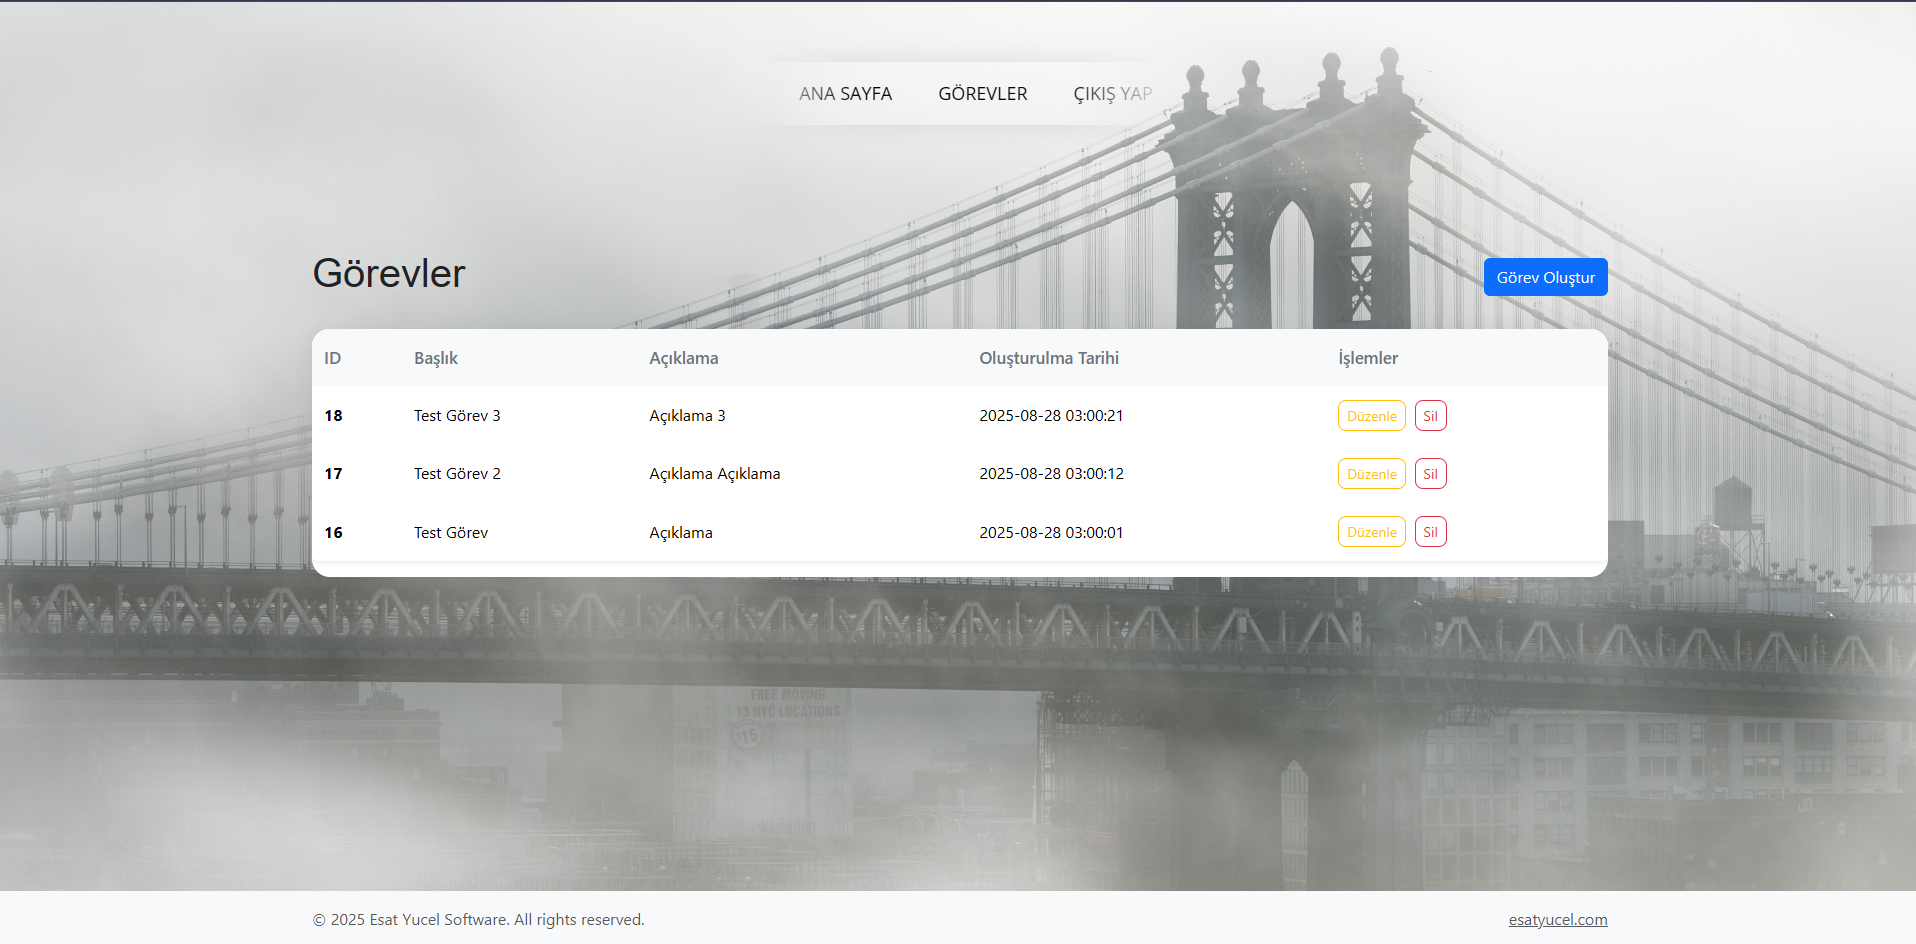 ANA SAYFA GÖREVLER ÇIKIŞ YAP
Görevler
Görev Oluştur
ID Başlık Açıklama Oluşturulma Tarihi İşlemler
18 Test Görev 3 Açıklama 3 2025-08-28 03:00:21 Düzenle Sil
17 Test Görev 2 Açıklama Açıklama 2025-08-28 03:00:12 Düzenle Sil
16 Test Görev Açıklama 2025-08-28 03:00:01 Düzenle Sil
FREE MOVING
13 NYC LOCATIONS
$15
© 2025 Esat Yucel Software. All rights reserved. esatyucel.com